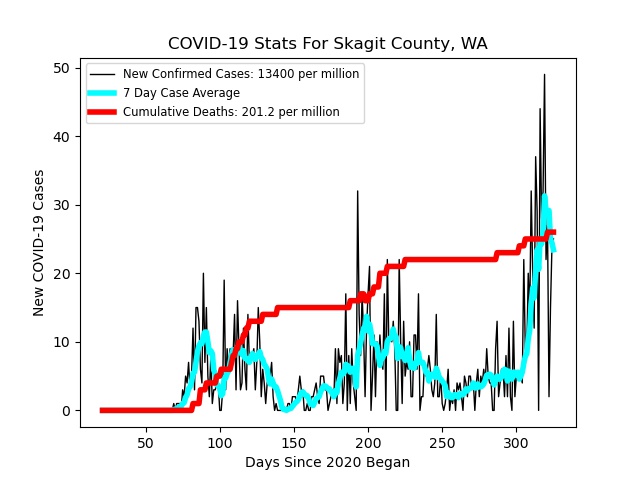 COVID-19 Stats For Skagit County, WA
New Confirmed Cases: 13400 per million
7 Day Case Average
Cumulative Deaths: 201.2 per million
New COVID-19 Cases
50
40
30
20
10
0
50 100 150 200 250 300
Days Since 2020 Began